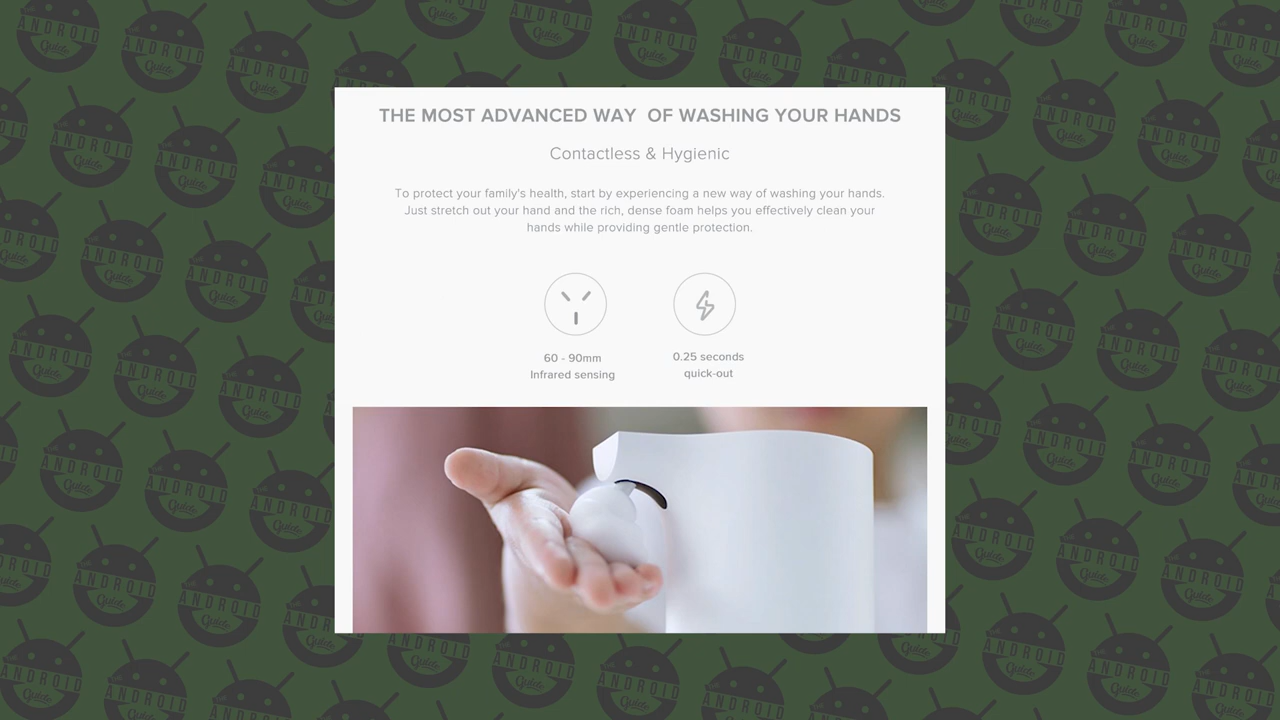 THE MOST ADVANCED WAY OF WASHING YOUR HANDS
Contactless & Hygienic
To protect your family's health, start by experiencing a new way of washing your hands.
Just stretch out your hand and the rich, dense foam helps you effectively clean your
hands while providing gentle protection.
60 - 90mm
Infrared sensing
0.25 seconds
quick-out
ANDROID
Guide